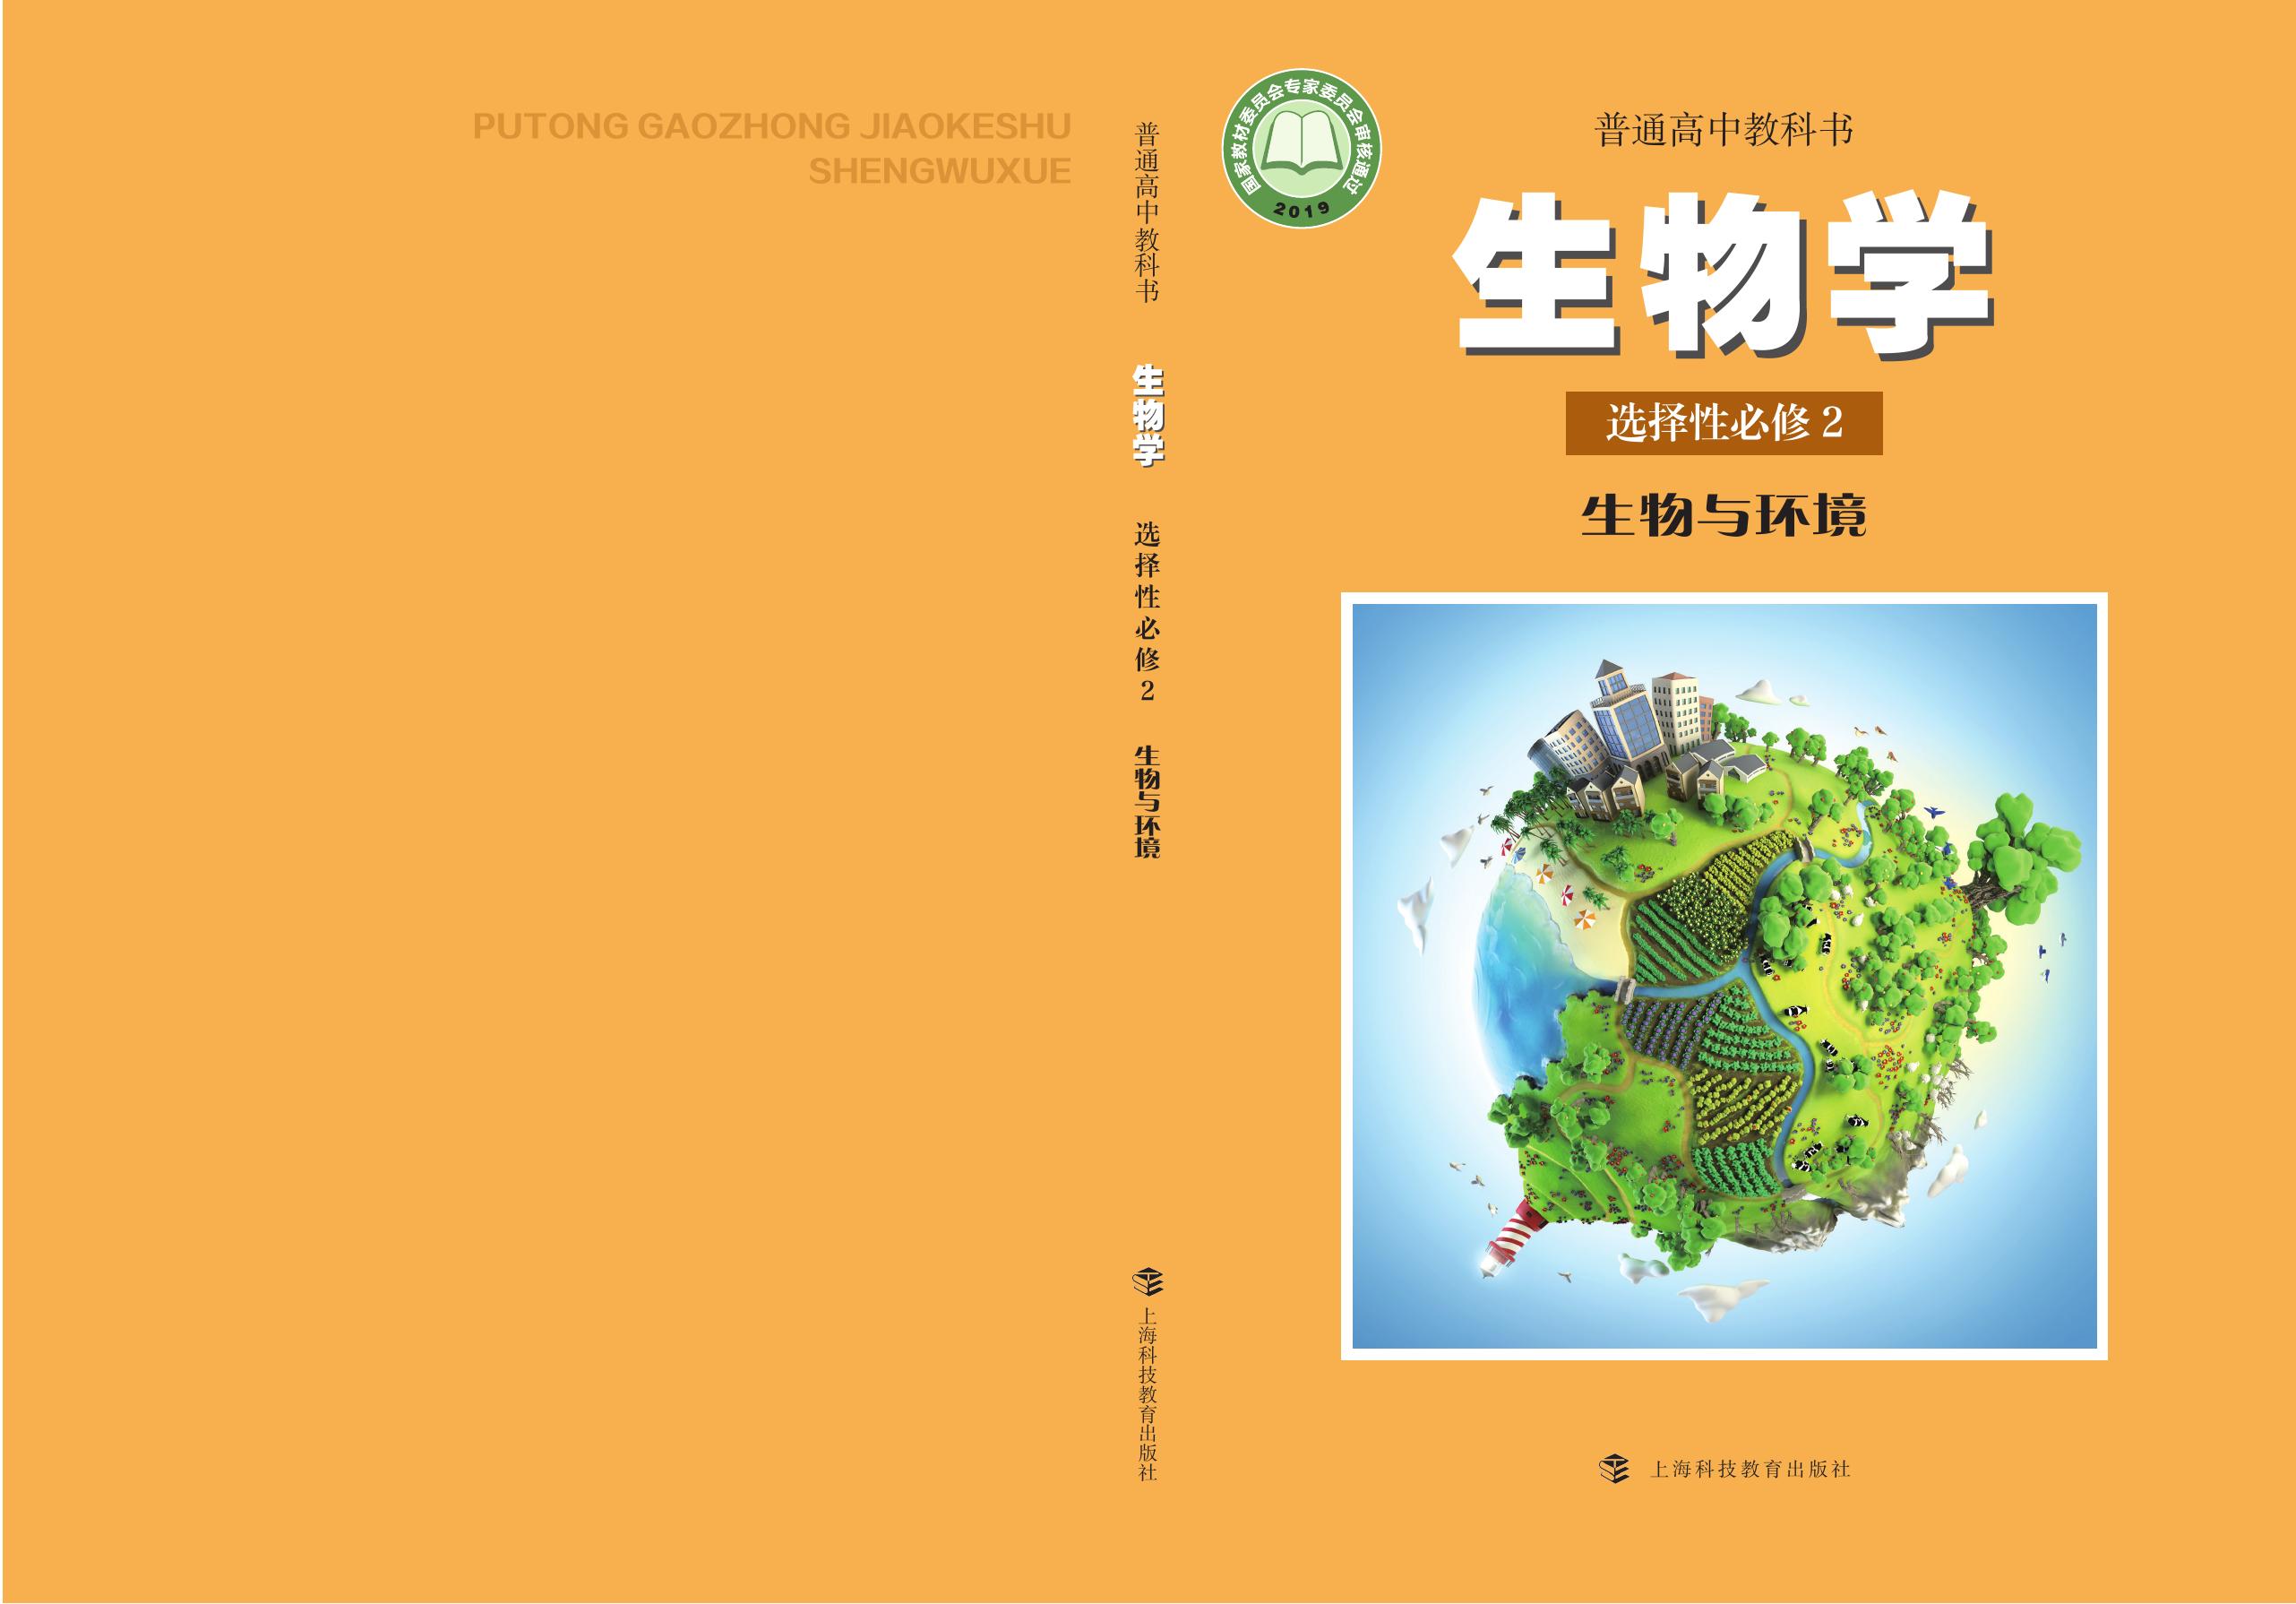 PUTONG GAOZHONG JIAOKESHU
SHENGWUXUE
普通高中教科书
生物学
选择性必修2
生物与环境
上海科技教育出版社
国家教材委员会专家委员会审核通过
2019
普通高中教科书
生物学
选择性必修 2
生物与环境
上海科技教育出版社